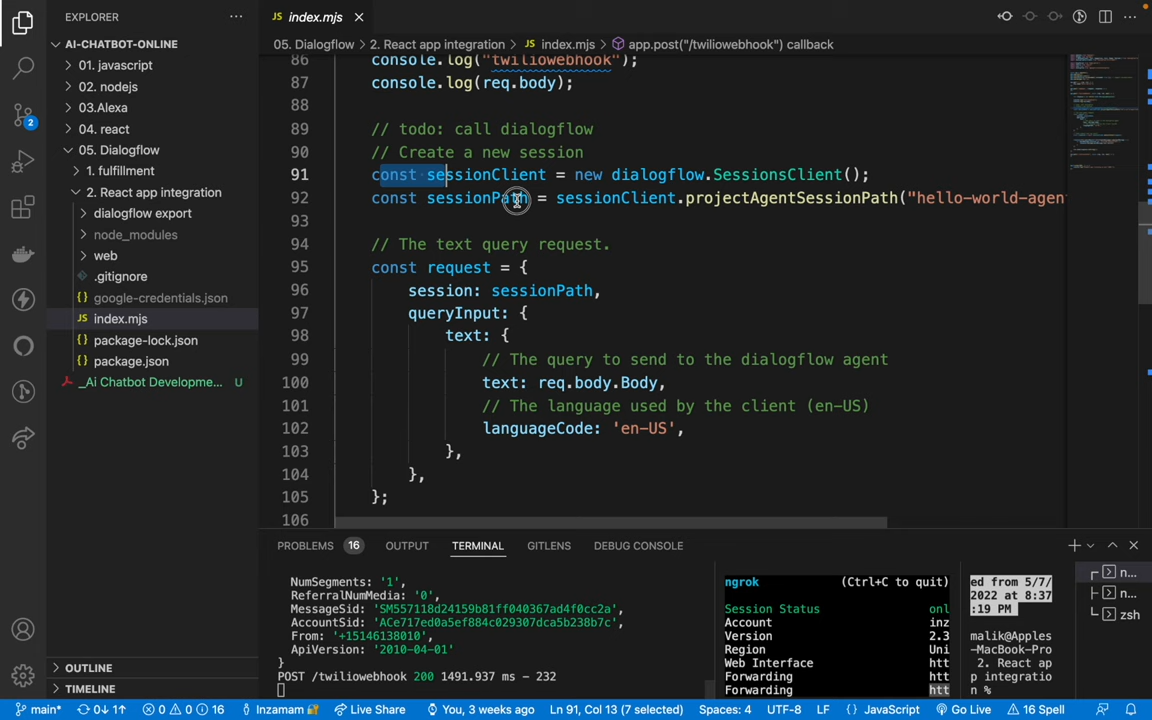 EXPLORER
index.mjs
AI-CHATBOT-ONLINE
05. Dialogflow > 2. React app integration > JS index.mjs > app.post("/twiliowebhook") callback
01. javascript
02. nodejs
03.Alexa
04. react
05. Dialogflow
1. fulfillment
2. React app integration
dialogflow export
node_modules
web
.gitignore
google-credentials.json
index.mjs
package-lock.json
package.json
_Ai Chatbot Developme... U
OUTLINE
TIMELINE
86 console.log("twiliowebhook");
87 console.log(req.body);
88
89 // todo: call dialogflow
90 // Create a new session
91 const sessionClient = new dialogflow.SessionsClient();
92 const sessionPath = sessionClient.projectAgentSessionPath("hello-world-agen
93
94 // The text query request.
95 const request = {
96 session: sessionPath,
97 queryInput: {
98 text: {
99 // The query to send to the dialogflow agent
100 text: req.body.Body,
101 // The language used by the client (en-US)
102 languageCode: 'en-US',
103 },
104 },
105 };
106
PROBLEMS 16 OUTPUT TERMINAL GITLENS DEBUG CONSOLE
NumSegments: '1',
ReferralNumMedia: '0',
MessageSid: 'SM557118d24159b81ff040367ad4f0cc2a',
AccountSid: 'ACe717ed0a5ef884c029307dca5b238b7c',
From: '+15146138010',
ApiVersion: '2010-04-01'
}
POST /twiliowebhook 200 1491.937 ms - 232
ngrok (Ctrl+C to quit)
Session Status onl
Account inz
Version 2.3
Region Uni
Web Interface htt
Forwarding htt
Forwarding htt
ed from 5/7/
2022 at 8:37
:19 PM
malik@Apples
-MacBook-Pro
2. React ap
p integratio
n %
n...
n...
zsh
main* 0↓ 1↑ 0 0 16 Inzamam Live Share You, 3 weeks ago Ln 91, Col 13 (7 selected) Spaces: 4 UTF-8 LF {} JavaScript Go Live 16 Spell